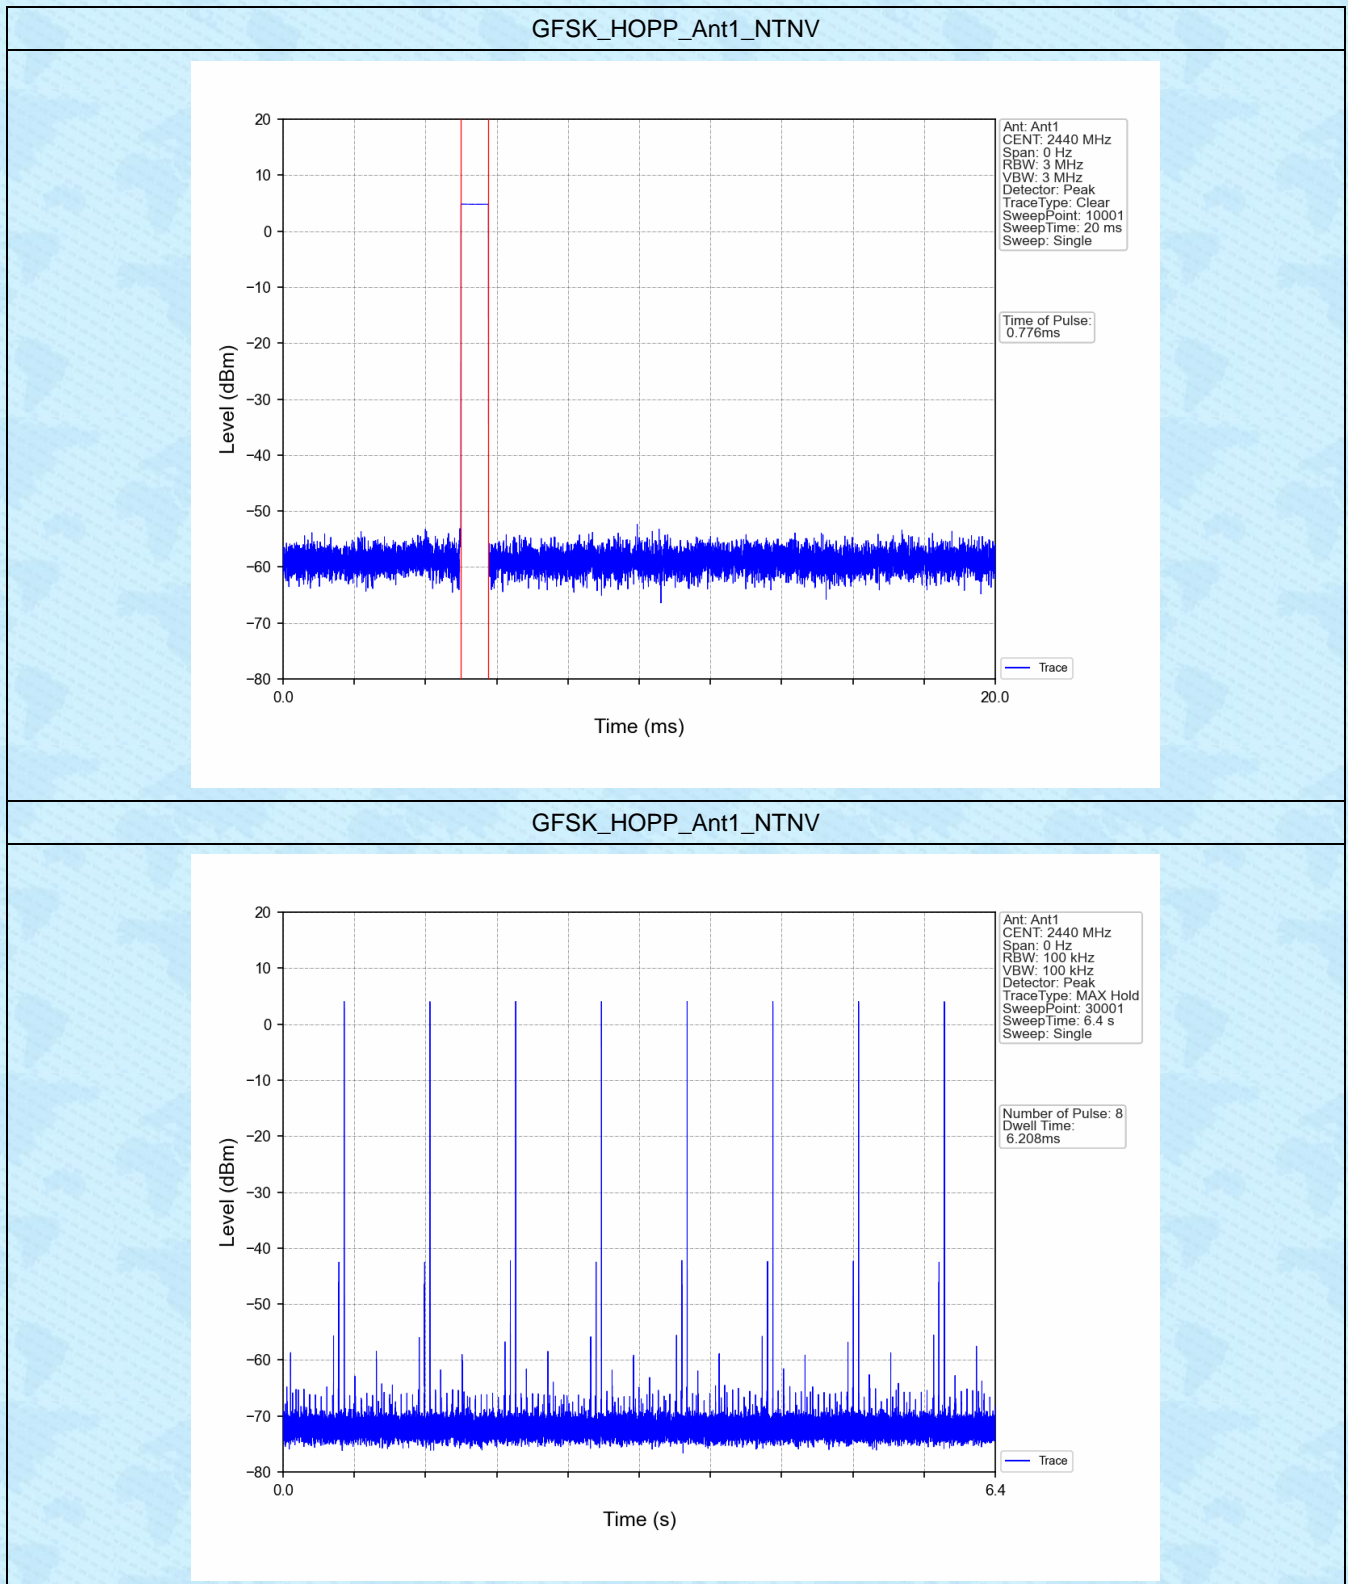 GFSK_HOPP_Ant1_NTNV
20
10
0
−10
−20
−30
−40
−50
−60
−70
−80
Level (dBm)
0.0
20.0
Time (ms)
Ant: Ant1
CENT: 2440 MHz
Span: 0 Hz
RBW: 3 MHz
VBW: 3 MHz
Detector: Peak
TraceType: Clear
SweepPoint: 10001
SweepTime: 20 ms
Sweep: Single
Time of Pulse:
0.776ms
Trace
GFSK_HOPP_Ant1_NTNV
20
10
0
−10
−20
−30
−40
−50
−60
−70
−80
Level (dBm)
0.0
6.4
Time (s)
Ant: Ant1
CENT: 2440 MHz
Span: 0 Hz
RBW: 100 kHz
VBW: 100 kHz
Detector: Peak
TraceType: MAX Hold
SweepPoint: 30001
SweepTime: 6.4 s
Sweep: Single
Number of Pulse: 8
Dwell Time:
6.208ms
Trace